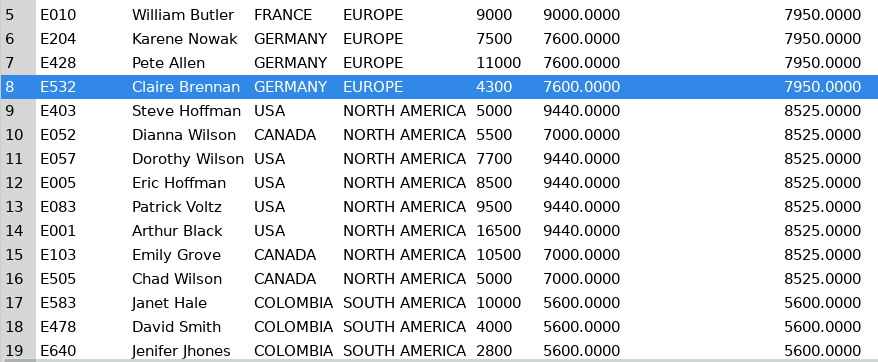 5 E010 William Butler FRANCE EUROPE 9000 9000.0000 7950.0000
6 E204 Karene Nowak GERMANY EUROPE 7500 7600.0000 7950.0000
7 E428 Pete Allen GERMANY EUROPE 11000 7600.0000 7950.0000
8 E532 Claire Brennan GERMANY EUROPE 4300 7600.0000 7950.0000
9 E403 Steve Hoffman USA NORTH AMERICA 5000 9440.0000 8525.0000
10 E052 Dianna Wilson CANADA NORTH AMERICA 5500 7000.0000 8525.0000
11 E057 Dorothy Wilson USA NORTH AMERICA 7700 9440.0000 8525.0000
12 E005 Eric Hoffman USA NORTH AMERICA 8500 9440.0000 8525.0000
13 E083 Patrick Voltz USA NORTH AMERICA 9500 9440.0000 8525.0000
14 E001 Arthur Black USA NORTH AMERICA 16500 9440.0000 8525.0000
15 E103 Emily Grove CANADA NORTH AMERICA 10500 7000.0000 8525.0000
16 E505 Chad Wilson CANADA NORTH AMERICA 5000 7000.0000 8525.0000
17 E583 Janet Hale COLOMBIA SOUTH AMERICA 10000 5600.0000 5600.0000
18 E478 David Smith COLOMBIA SOUTH AMERICA 4000 5600.0000 5600.0000
19 E640 Jenifer Jhones COLOMBIA SOUTH AMERICA 2800 5600.0000 5600.0000